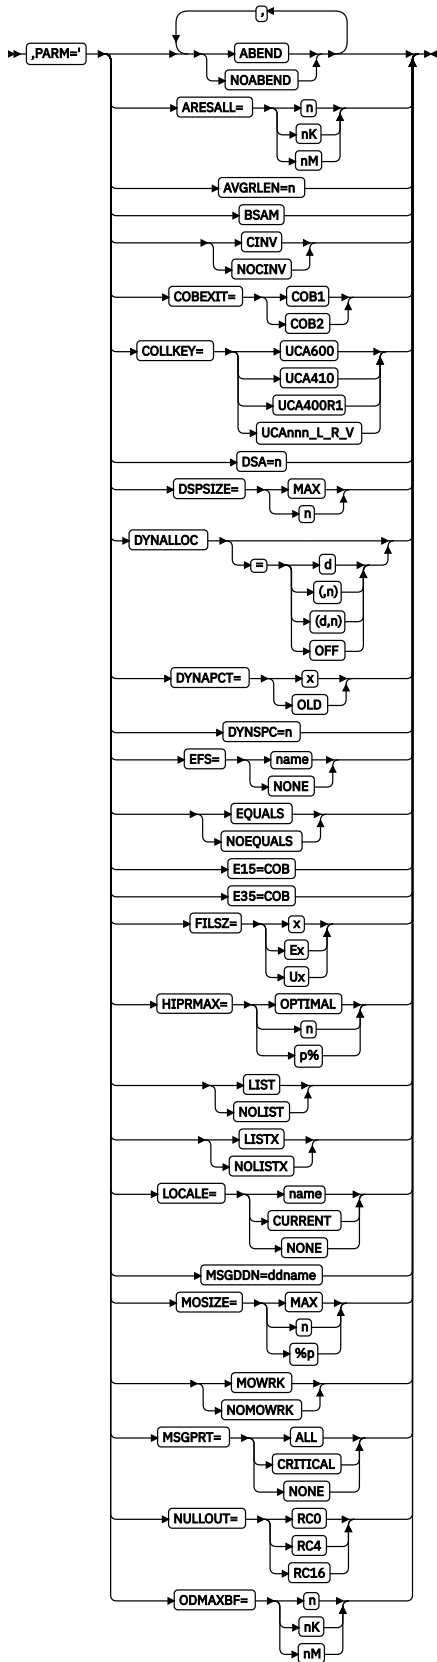 ,
,PARM='
ABEND
NOABEND
ARESALL=
n
nK
nM
AVGRLEN=n
BSAM
CINV
NOCINV
COBEXIT=
COB1
COB2
COLLKEY=
UCA600
UCA410
UCA400R1
UCAnnn_L_R_V
DSA=n
DSPSIZE=
MAX
n
DYNALLOC
=
d
(,n)
(d,n)
OFF
DYNAPCT=
x
OLD
DYNSPC=n
EFS=
name
NONE
EQUALS
NOEQUALS
E15=COB
E35=COB
FILSZ=
x
Ex
Ux
HIPRMAX=
OPTIMAL
n
p%
LIST
NOLIST
LISTX
NOLISTX
LOCALE=
name
CURRENT
NONE
MSGDDN=ddname
MOSIZE=
MAX
n
%p
MOWRK
NOMOWRK
MSGPRT=
ALL
CRITICAL
NONE
NULLOUT=
RC0
RC4
RC16
ODMAXBF=
n
nK
nM